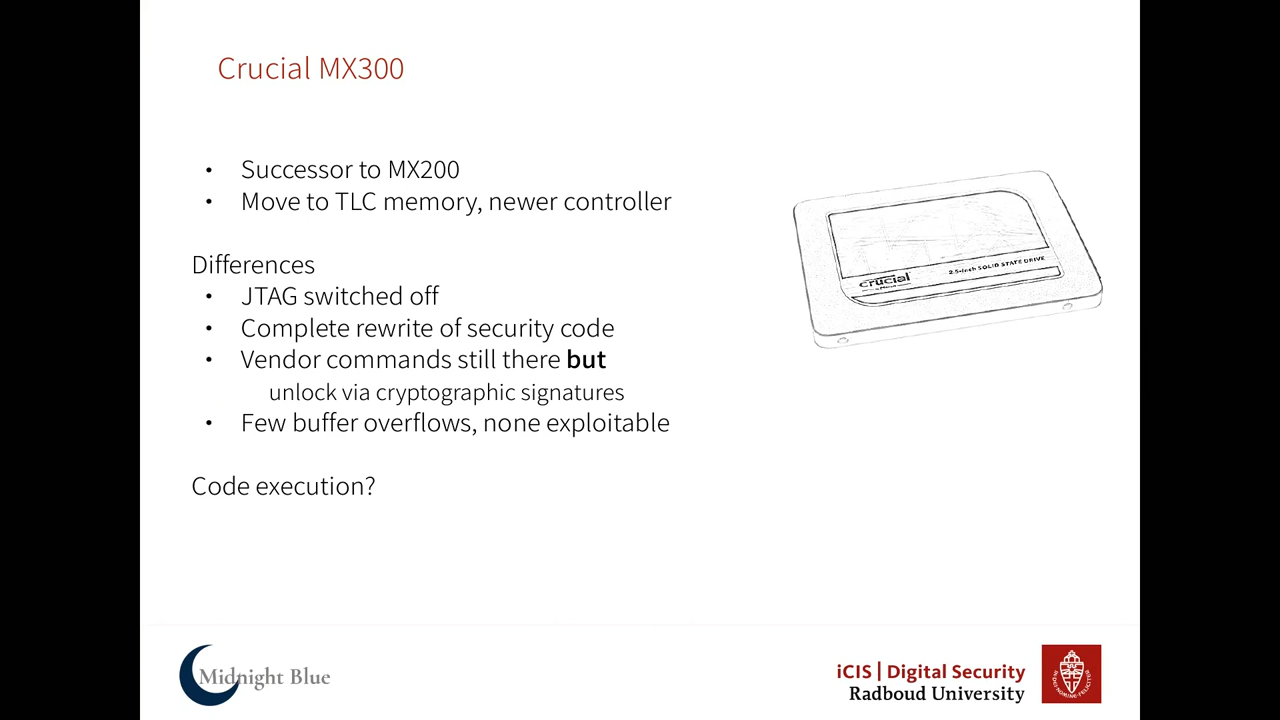 Crucial MX300
• Successor to MX200
• Move to TLC memory, newer controller
Differences
• JTAG switched off
• Complete rewrite of security code
• Vendor commands still there but
unlock via cryptographic signatures
• Few buffer overflows, none exploitable
Code execution?
crucial
2.5-inch SOLID STATE DRIVE
Midnight Blue
iCIS | Digital Security
Radboud University